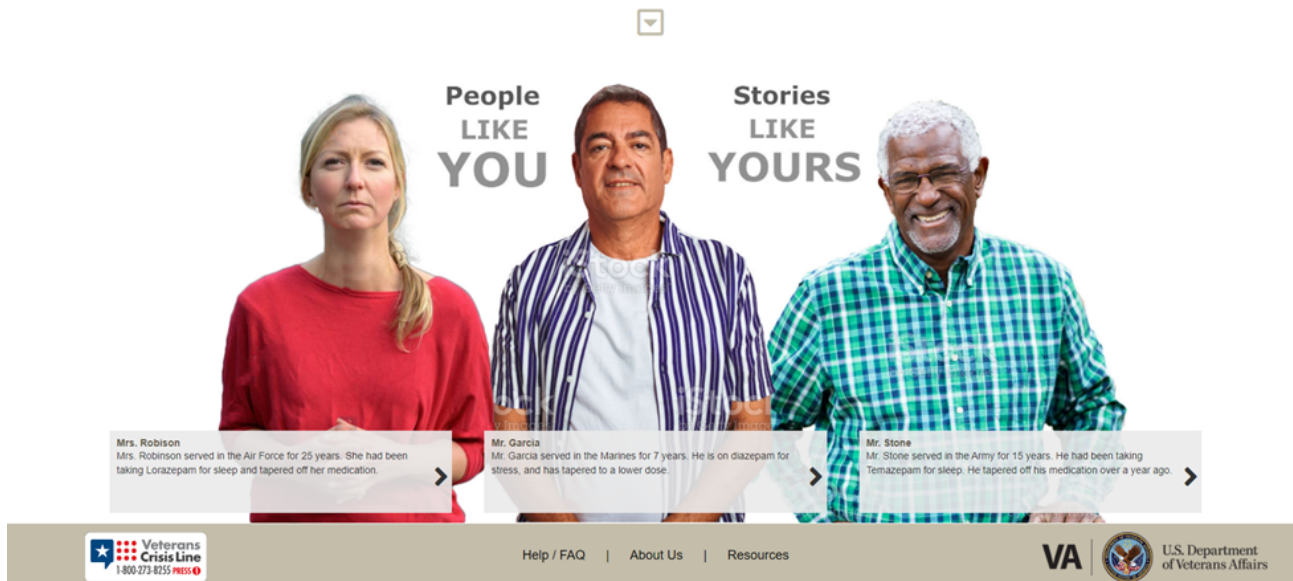 People
LIKE
YOU
Stories
LIKE
YOURS
iStock
iStock
Mrs. Robison
Mrs. Robinson served in the Air Force for 25 years. She had been
taking Lorazepam for sleep and tapered off her medication.
Mr. Garcia
Mr. Garcia served in the Marines for 7 years. He is on diazepam for
stress, and has tapered to a lower dose.
Mr. Stone
Mr. Stone served in the Army for 15 years. He had been taking
Temazepam for sleep. He tapered off his medication over a year ago.
Veterans
Crisis Line
1-800-273-8255 PRESS 1
Help / FAQ | About Us | Resources
VA
U.S. Department
of Veterans Affairs